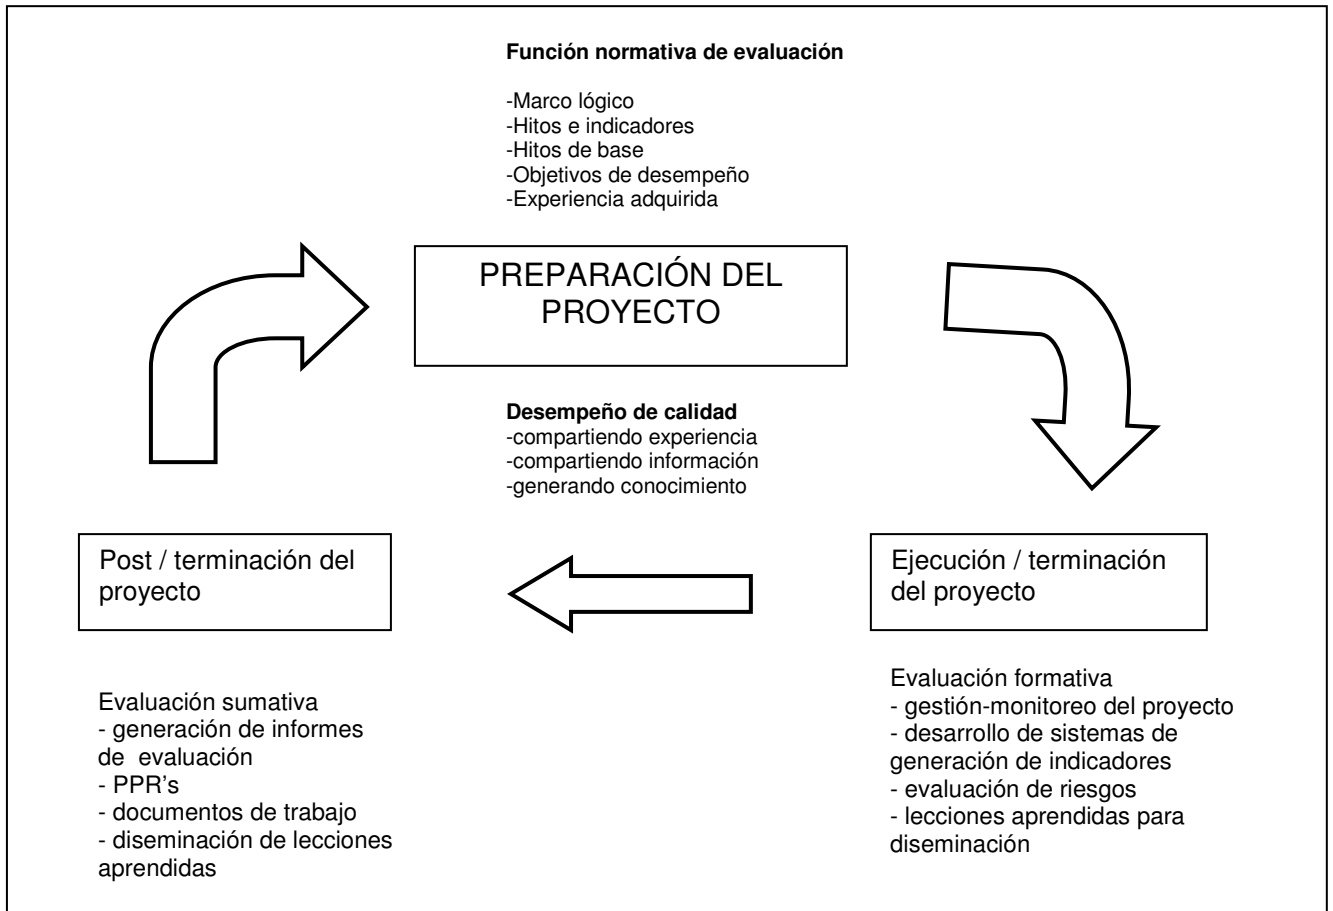 Función normativa de evaluación
-Marco lógico
-Hitos e indicadores
-Hitos de base
-Objetivos de desempeño
-Experiencia adquirida
PREPARACIÓN DEL
PROYECTO
Desempeño de calidad
-compartiendo experiencia
-compartiendo información
-generando conocimiento
Post / terminación del
proyecto
Ejecución / terminación
del proyecto
Evaluación sumativa
- generación de informes
de evaluación
- PPR's
- documentos de trabajo
- diseminación de lecciones
aprendidas
Evaluación formativa
- gestión-monitoreo del proyecto
- desarrollo de sistemas de
generación de indicadores
- evaluación de riesgos
- lecciones aprendidas para
diseminación